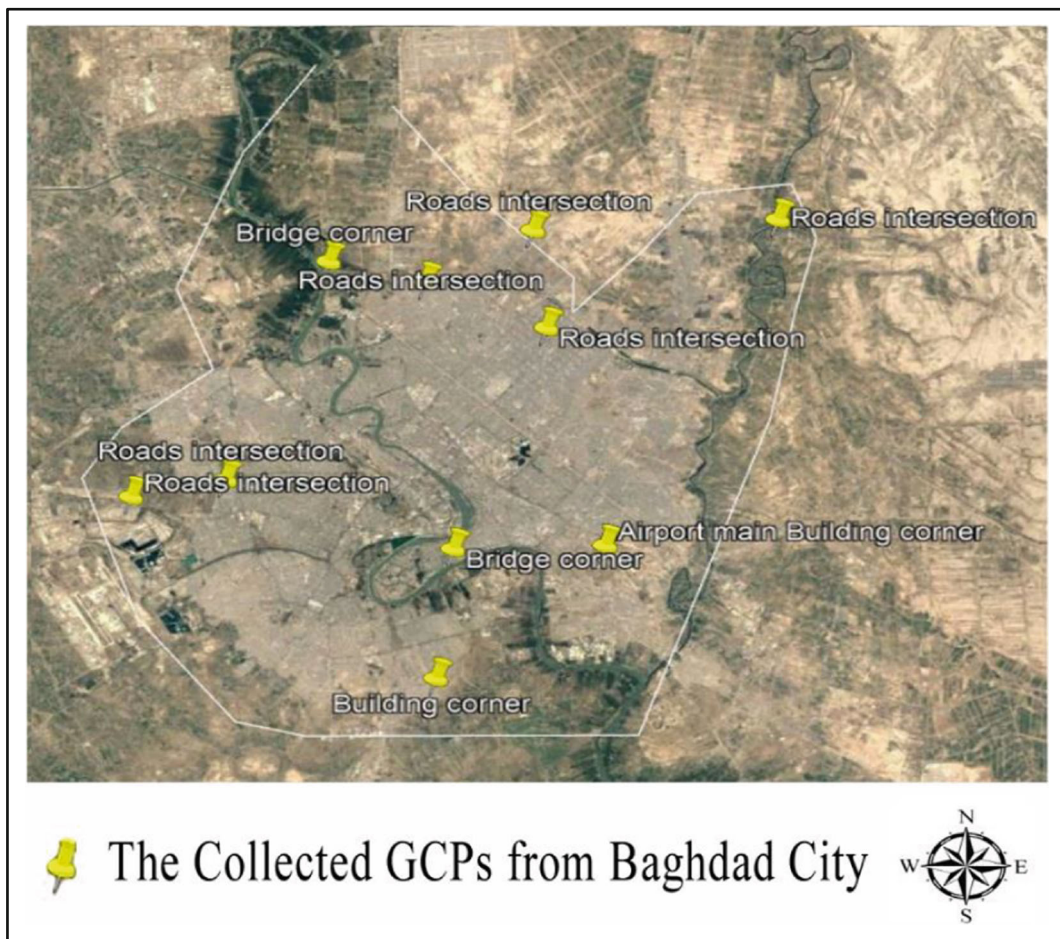 Roads intersection
Roads intersection
Bridge corner
Roads intersection
Roads intersection
Roads intersection
Roads intersection
Airport main Building corner
Bridge corner
Building corner
The Collected GCPs from Baghdad City
N
W
E
S